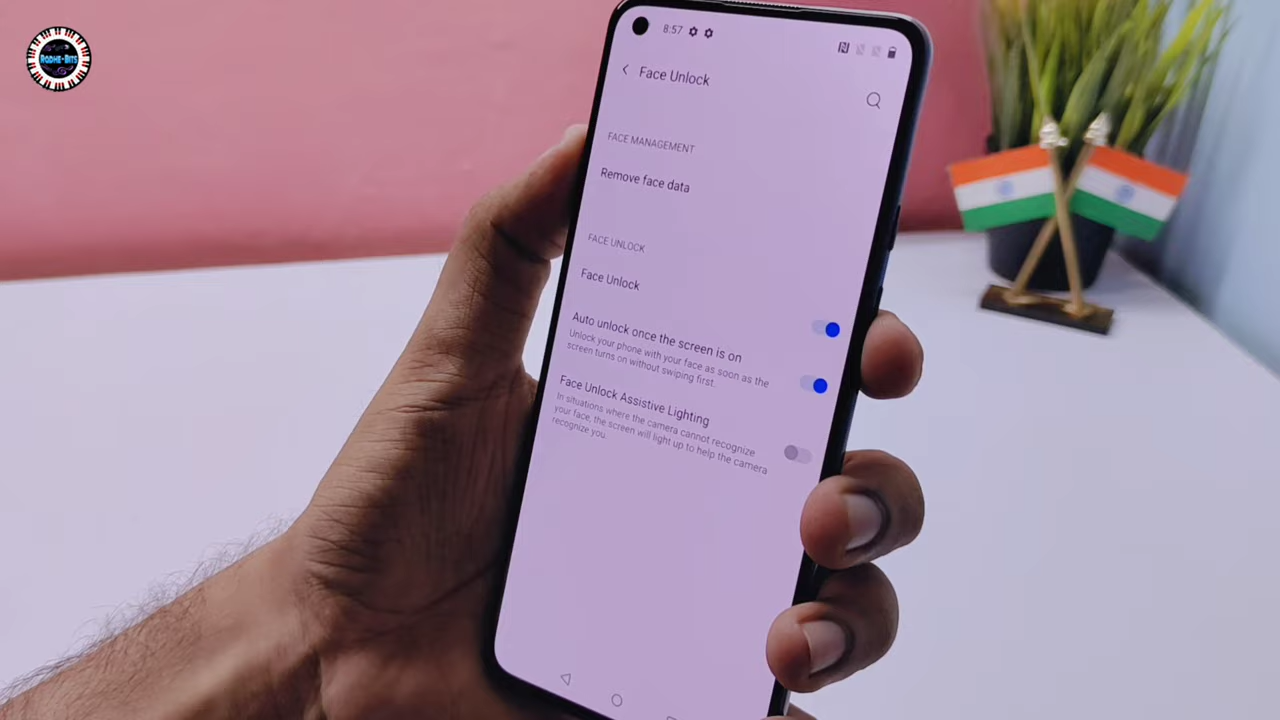 RODHE-BITS
8:57
Face Unlock
FACE MANAGEMENT
Remove face data
FACE UNLOCK
Face Unlock
Auto unlock once the screen is on
Unlock your phone with your face as soon as the
screen turns on without swiping first.
Face Unlock Assistive Lighting
In situations where the camera cannot recognize
your face, the screen will light up to help the camera
recognize you.